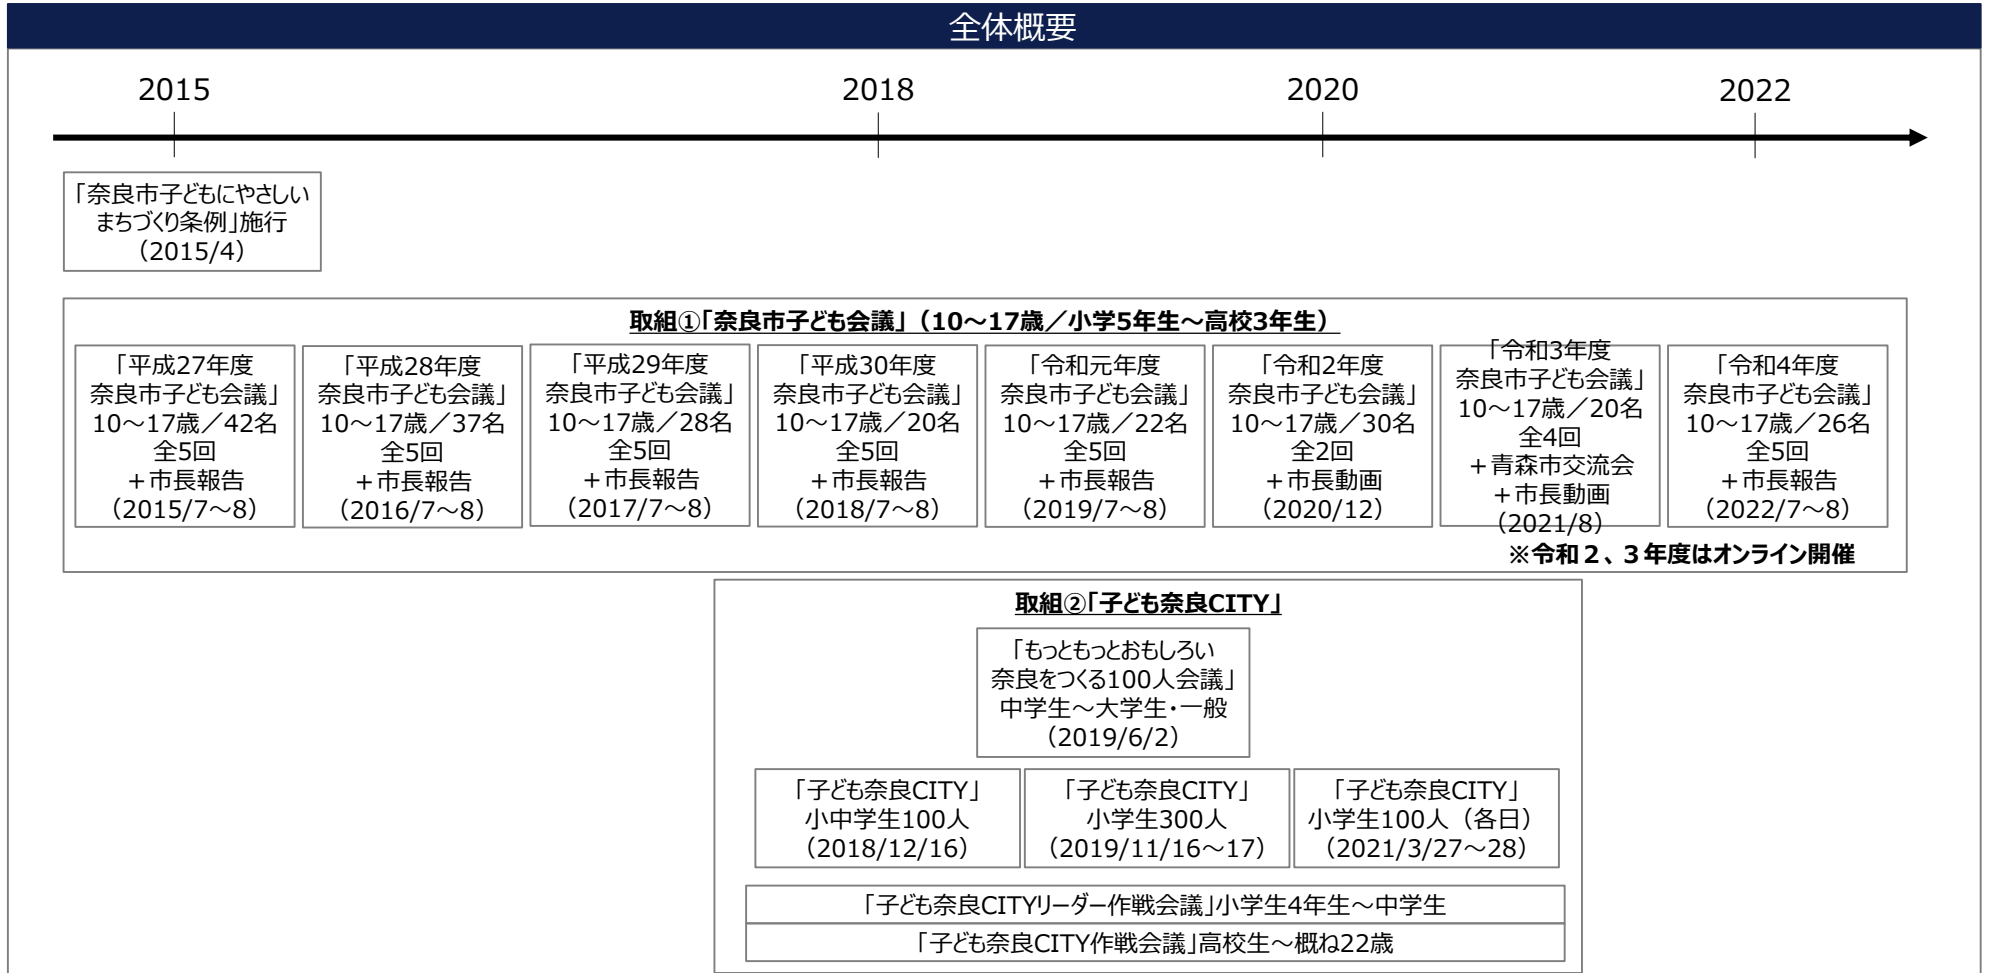 全体概要
2015
2018
2020
2022
「奈良市子どもにやさしい
まちづくり条例」施行
（2015/4）
取組①「奈良市子ども会議」（10～17歳／小学5年生～高校3年生）
「平成27年度
奈良市子ども会議」
10～17歳／42名
全5回
＋市長報告
（2015/7～8）
「平成28年度
奈良市子ども会議」
10～17歳／37名
全5回
＋市長報告
（2016/7～8）
「平成29年度
奈良市子ども会議」
10～17歳／28名
全5回
＋市長報告
（2017/7～8）
「平成30年度
奈良市子ども会議」
10～17歳／20名
全5回
＋市長報告
（2018/7～8）
「令和元年度
奈良市子ども会議」
10～17歳／22名
全5回
＋市長報告
（2019/7～8）
「令和2年度
奈良市子ども会議」
10～17歳／30名
全2回
＋市長動画
（2020/12）
「令和3年度
奈良市子ども会議」
10～17歳／20名
全4回
＋青森市交流会
＋市長動画
（2021/8）
「令和4年度
奈良市子ども会議」
10～17歳／26名
全5回
＋市長報告
（2022/7～8）
※令和２、３年度はオンライン開催
取組②「子ども奈良CITY」
「もっともっとおもしろい
奈良をつくる100人会議」
中学生～大学生・一般
（2019/6/2）
「子ども奈良CITY」
小中学生100人
（2018/12/16）
「子ども奈良CITY」
小学生300人
（2019/11/16～17）
「子ども奈良CITY」
小学生100人（各日）
（2021/3/27～28）
「子ども奈良CITYリーダー作戦会議」小学生4年生～中学生
「子ども奈良CITY作戦会議」高校生～概ね22歳